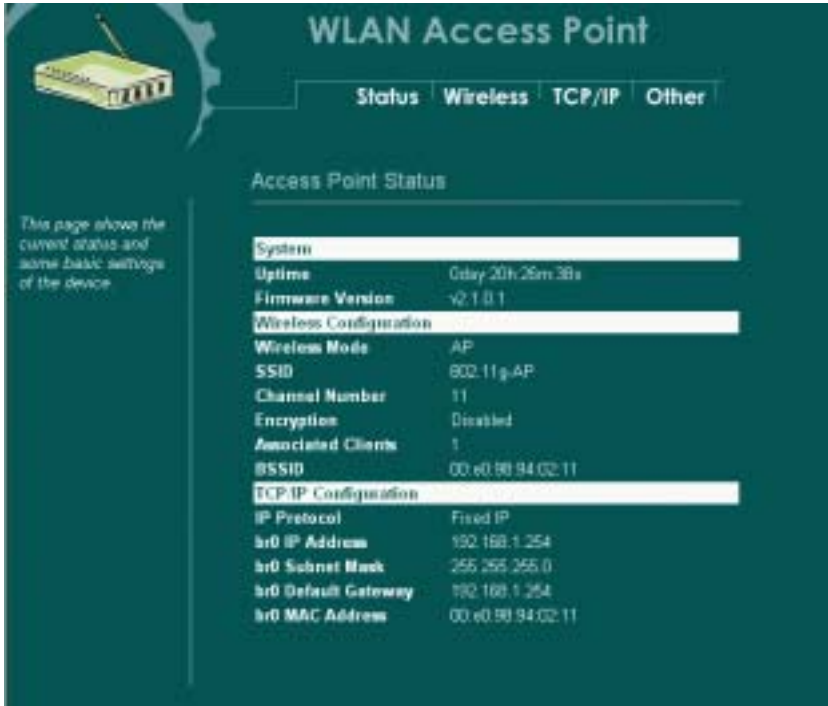 WLAN Access Point
Status Wireless TCP/IP Other
Access Point Status
This page shows the
current status and
some basic settings
of the device
System
Uptime 0day:20h:25m:38s
Firmware Version v2.1.0.1
Wireless Configuration
Wireless Mode AP
SSID 802.11g-AP
Channel Number 11
Encryption Disabled
Associated Clients 1
BSSID 00:e0:98:94:02:11
TCP/IP Configuration
IP Protocol Fixed IP
br0 IP Address 192.168.1.254
br0 Subnet Mask 255.255.255.0
br0 Default Gateway 192.168.1.254
br0 MAC Address 00:e0:98:94:02:11